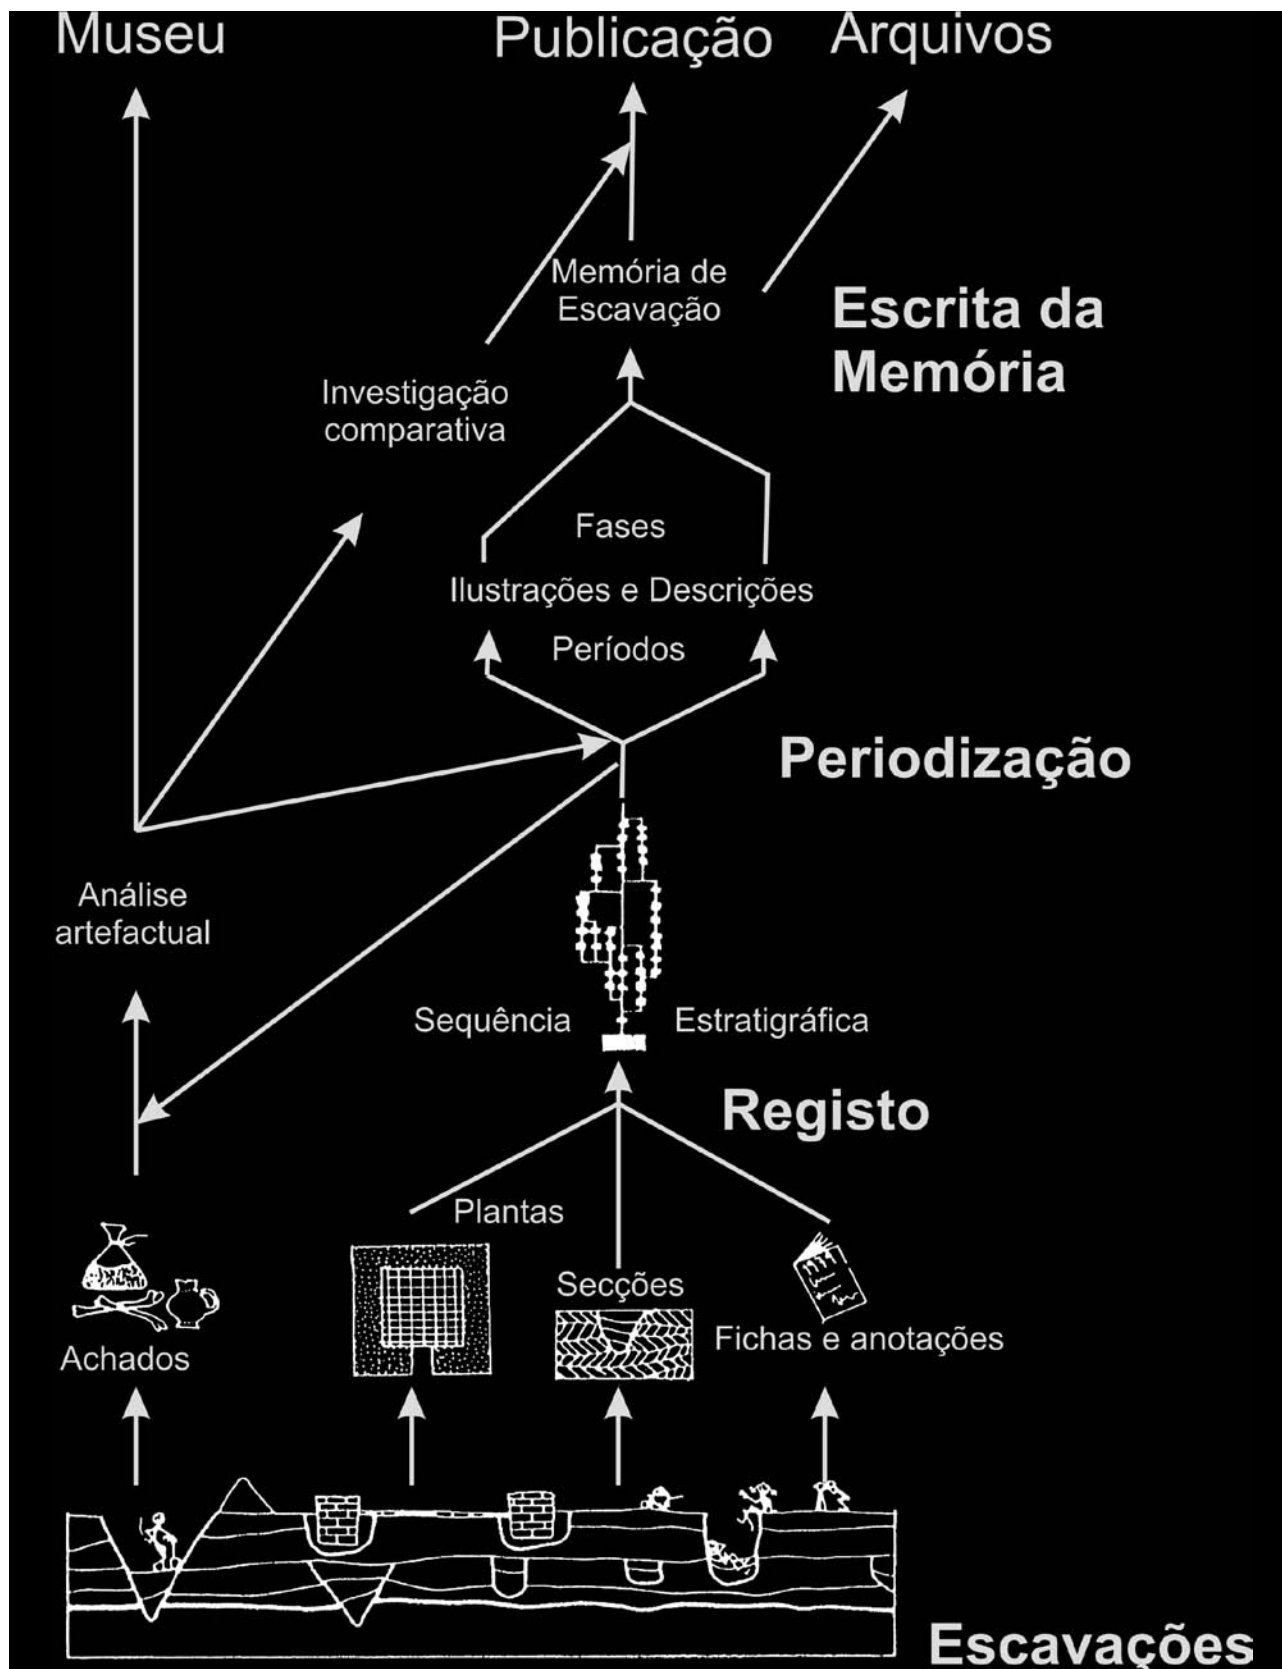 Museu
Publicação
Arquivos
Memória de
Escavação
Escrita da
Memória
Investigação
comparativa
Fases
Ilustrações e Descrições
Períodos
Periodização
Análise
artefactual
Sequência
Estratigráfica
Registo
Plantas
Secções
Fichas e anotações
Achados
Escavações